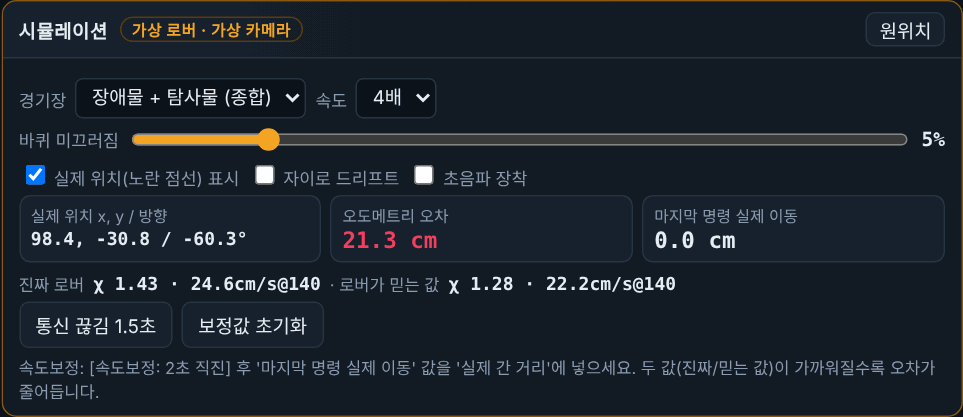 시뮬레이션 가상 로버 · 가상 카메라 원위치
경기장 장애물 + 탐사물 (종합) 속도 4배
바퀴 미끄러짐 5%
실제 위치(노란 점선) 표시 자이로 드리프트 초음파 장착
실제 위치 x, y / 방향 오도메트리 오차 마지막 명령 실제 이동
98.4, -30.8 / -60.3° 21.3 cm 0.0 cm
진짜 로버 χ 1.43 · 24.6cm/s@140 · 로버가 믿는 값 χ 1.28 · 22.2cm/s@140
통신 끊김 1.5초 보정값 초기화
속도보정: [속도보정: 2초 직진] 후 '마지막 명령 실제 이동' 값을 '실제 간 거리'에 넣으세요. 두 값(진짜/믿는 값)이 가까워질수록 오차가
줄어듭니다.